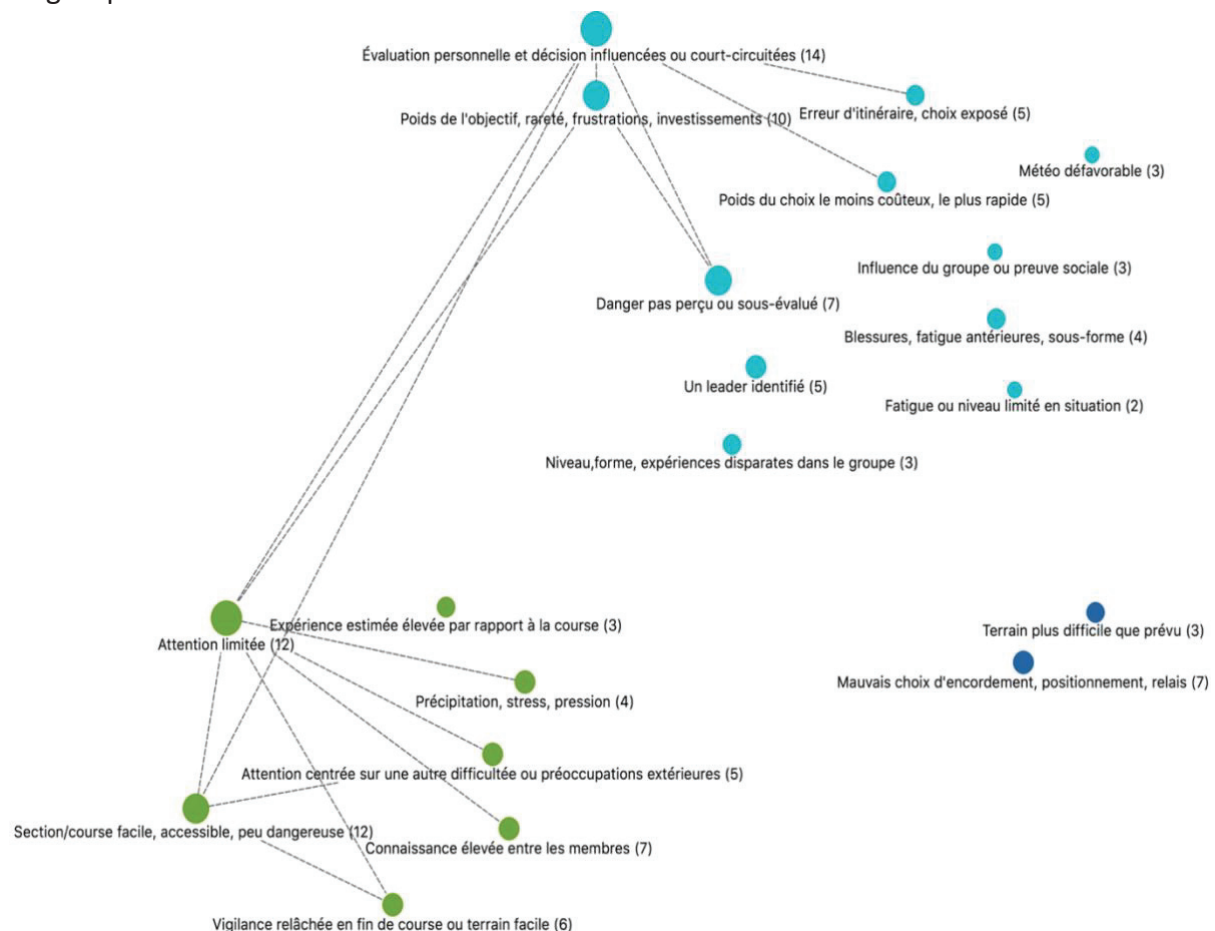 Évaluation personnelle et décision influencées ou court-circuitées (14)
Poids de l'objectif, rareté, frustrations, investissements (10)
Erreur d'itinéraire, choix exposé (5)
Météo défavorable (3)
Poids du choix le moins coûteux, le plus rapide (5)
Influence du groupe ou preuve sociale (3)
Danger pas perçu ou sous-évalué (7)
Blessures, fatigue antérieures, sous-forme (4)
Un leader identifié (5)
Fatigue ou niveau limité en situation (2)
Niveau,forme, expériences disparates dans le groupe (3)
Expérience estimée élevée par rapport à la course (3)
Attention limitée (12)
Terrain plus difficile que prévu (3)
Mauvais choix d'encordement, positionnement, relais (7)
Précipitation, stress, pression (4)
Attention centrée sur une autre difficultée ou préoccupations extérieures (5)
Section/course facile, accessible, peu dangereuse (12)
Connaissance élevée entre les membres (7)
Vigilance relâchée en fin de course ou terrain facile (6)